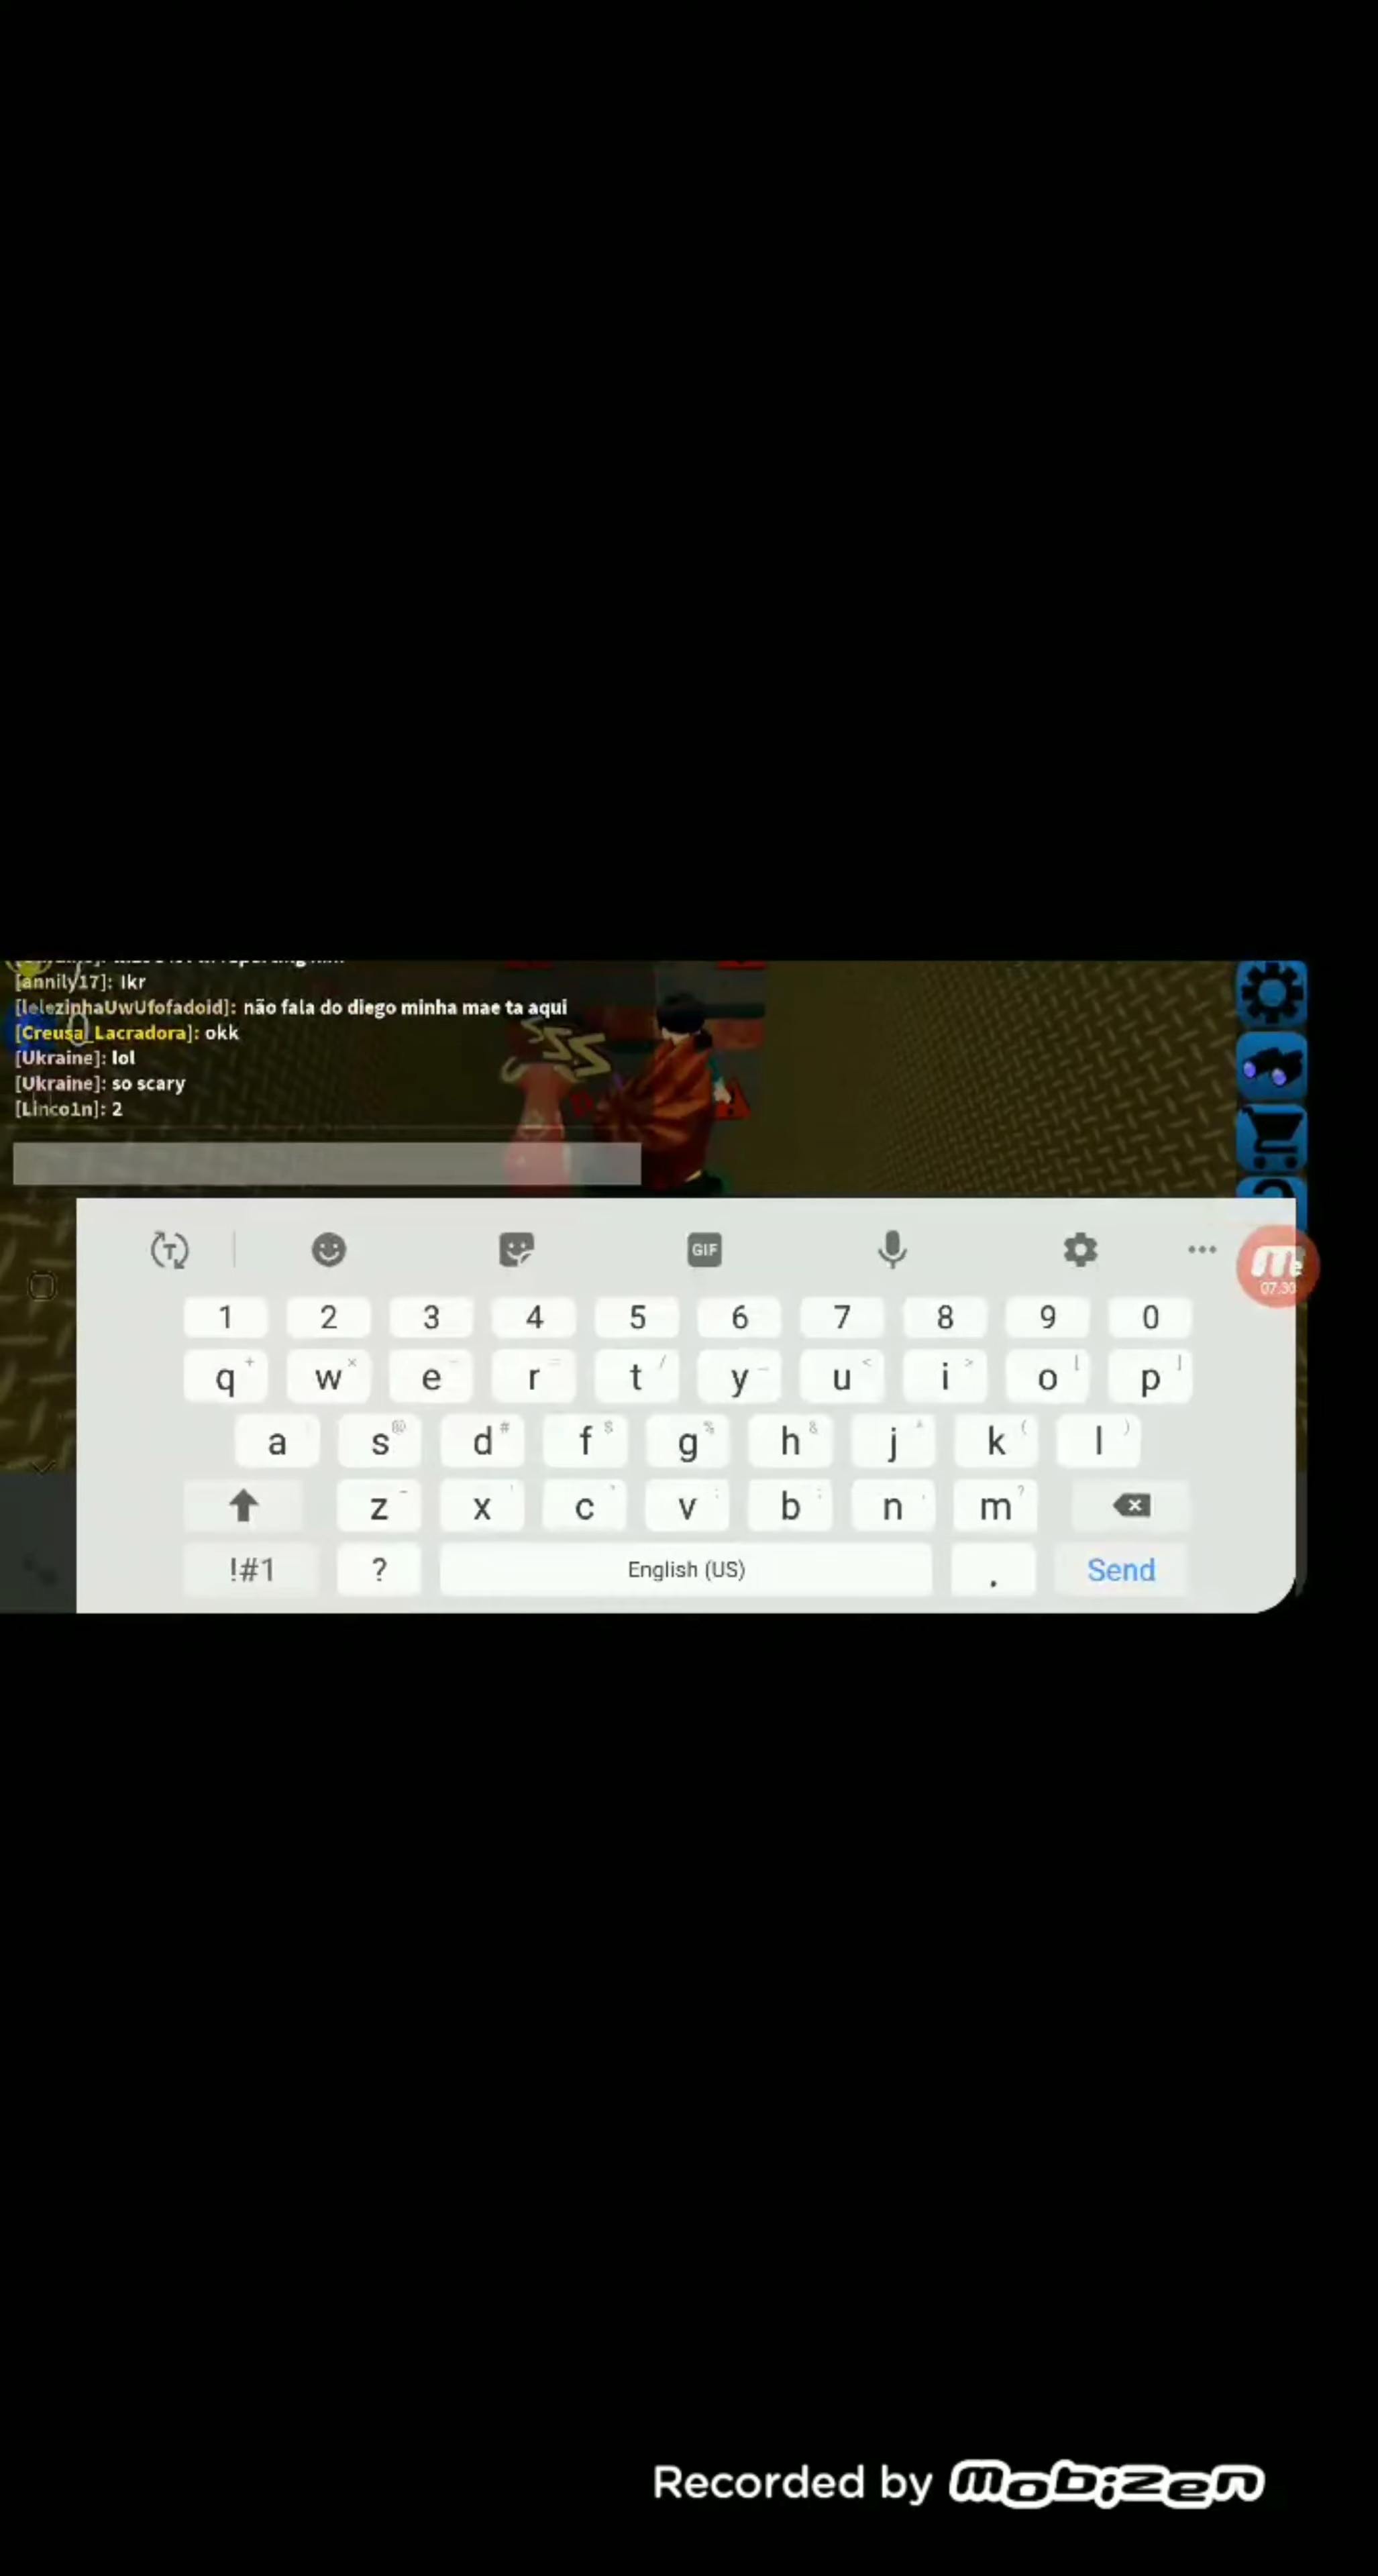 [annily17]: Ikr
[lelezinhaUwUfofadoid]: não fala do diego minha mae ta aqui
[Creusa_Lacradora]: okk
[Ukraine]: lol
[Ukraine]: so scary
[Linco1n]: 2
GIF
07:30
1 2 3 4 5 6 7 8 9 0
q w e r t y u i o p
a s d f g h j k l
z x c v b n m
!#1 ? English (US) . Send
Recorded by mobizen